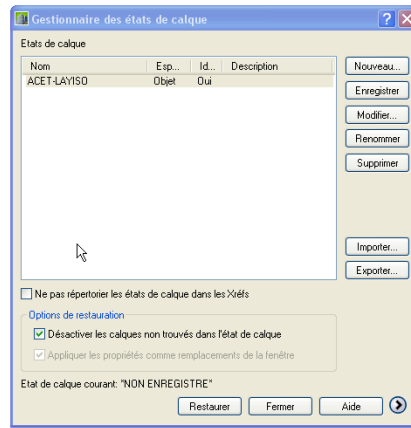 Gestionnaire des états de calque
Etats de calque
Nom Esp... Id... Description
ACET-LAYISO Objet Oui
Nouveau...
Enregistrer
Modifier...
Renommer
Supprimer
Importer...
Exporter...
Ne pas répertorier les états de calque dans les Xréfs
Options de restauration
Désactiver les calques non trouvés dans l'état de calque
Appliquer les propriétés comme remplacements de la fenêtre
Etat de calque courant: "NON ENREGISTRE"
Restaurer Fermer Aide